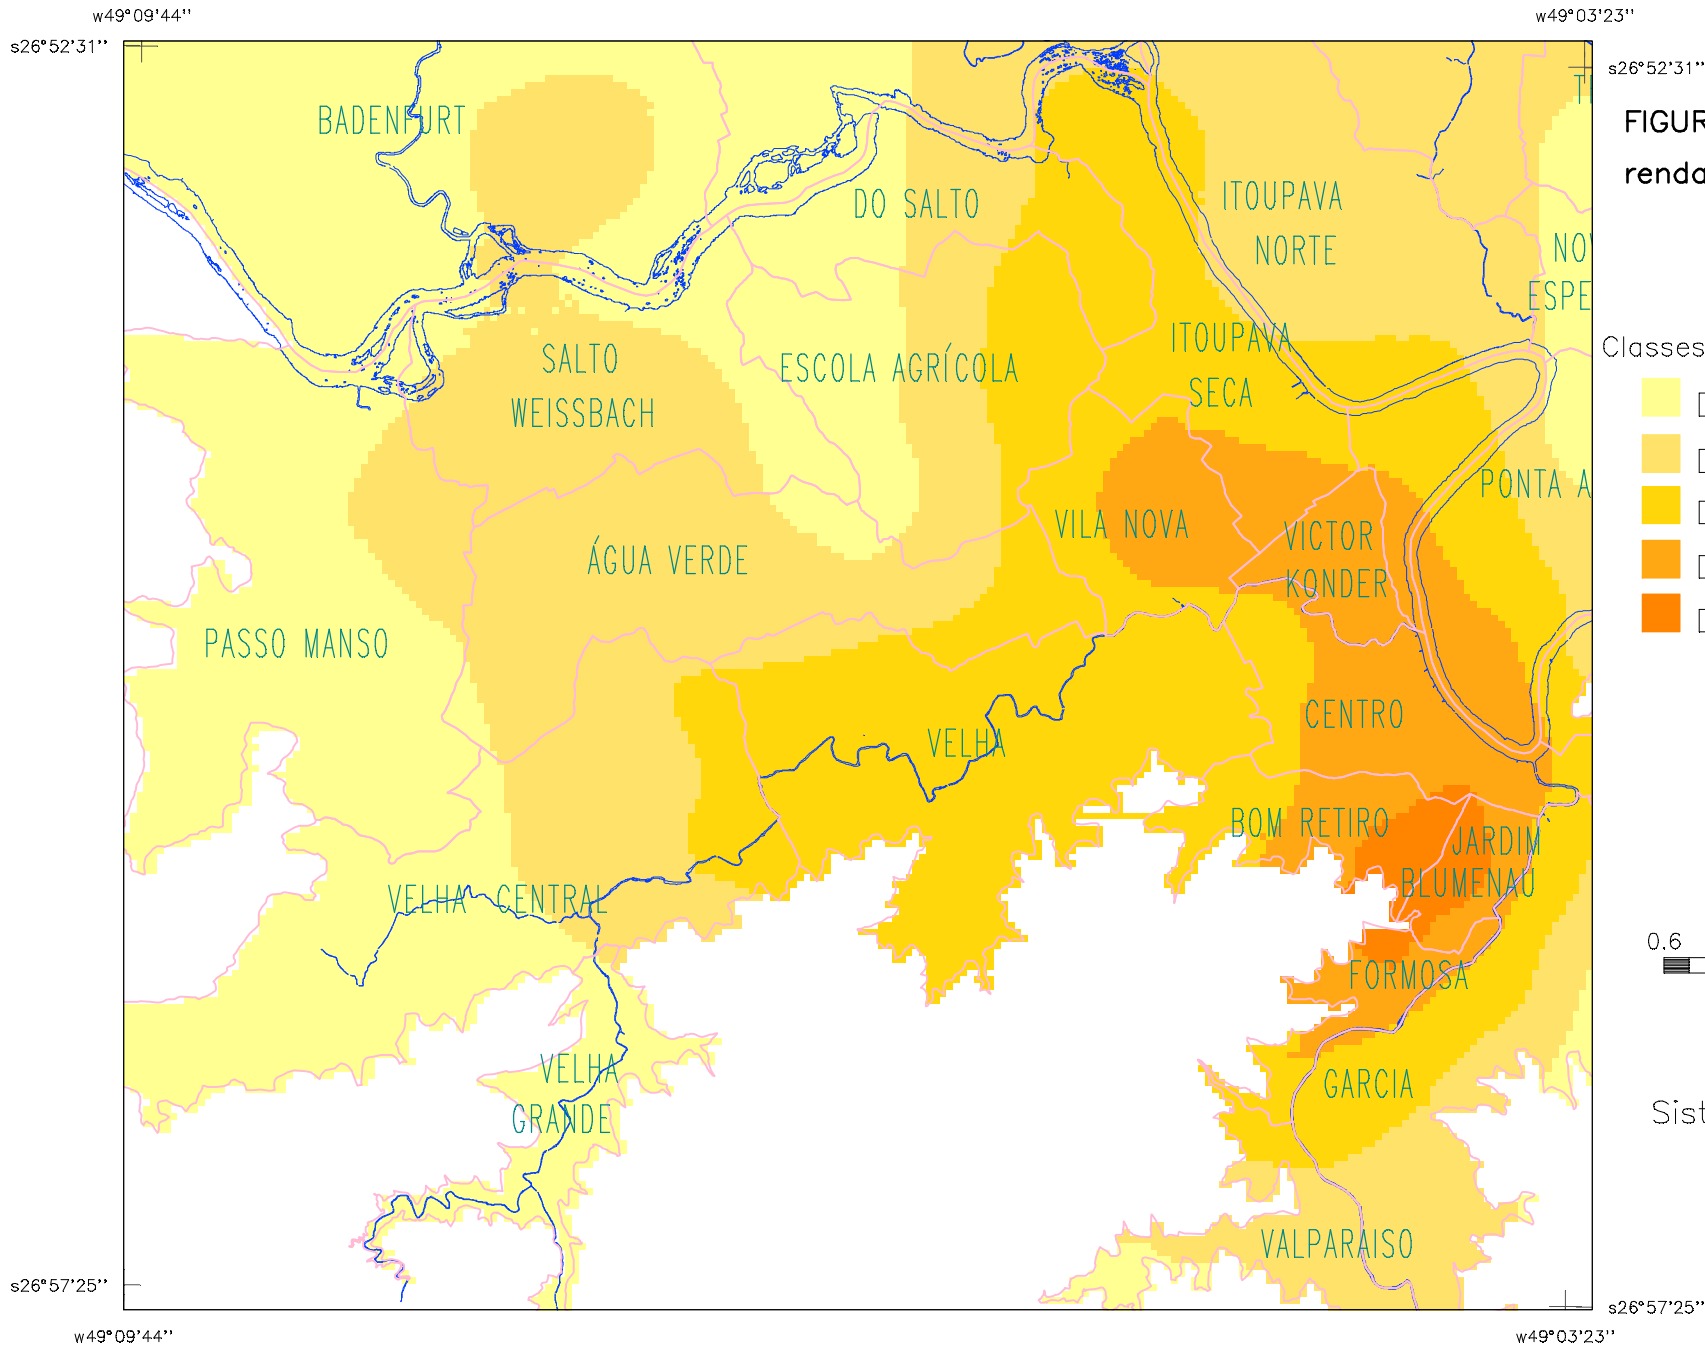 w49°09'44''
w49°03'23''
s26°52'31''
s26°52'31''
BADENFURT
FIGUR
renda
DO SALTO
ITOUPAVA
NORTE
NOV
ESPE
ITOUPAVA
SECA
SALTO
WEISSBACH
ESCOLA AGRÍCOLA
Classes
PONTA A
VILA NOVA
VICTOR
KONDER
ÁGUA VERDE
PASSO MANSO
CENTRO
VELHA
BOM RETIRO
JARDIM
BLUMENAU
VELHA CENTRAL
0.6
FORMOSA
VELHA
GRANDE
GARCIA
Sist
VALPARAISO
s26°57'25''
s26°57'25''
w49°09'44''
w49°03'23''